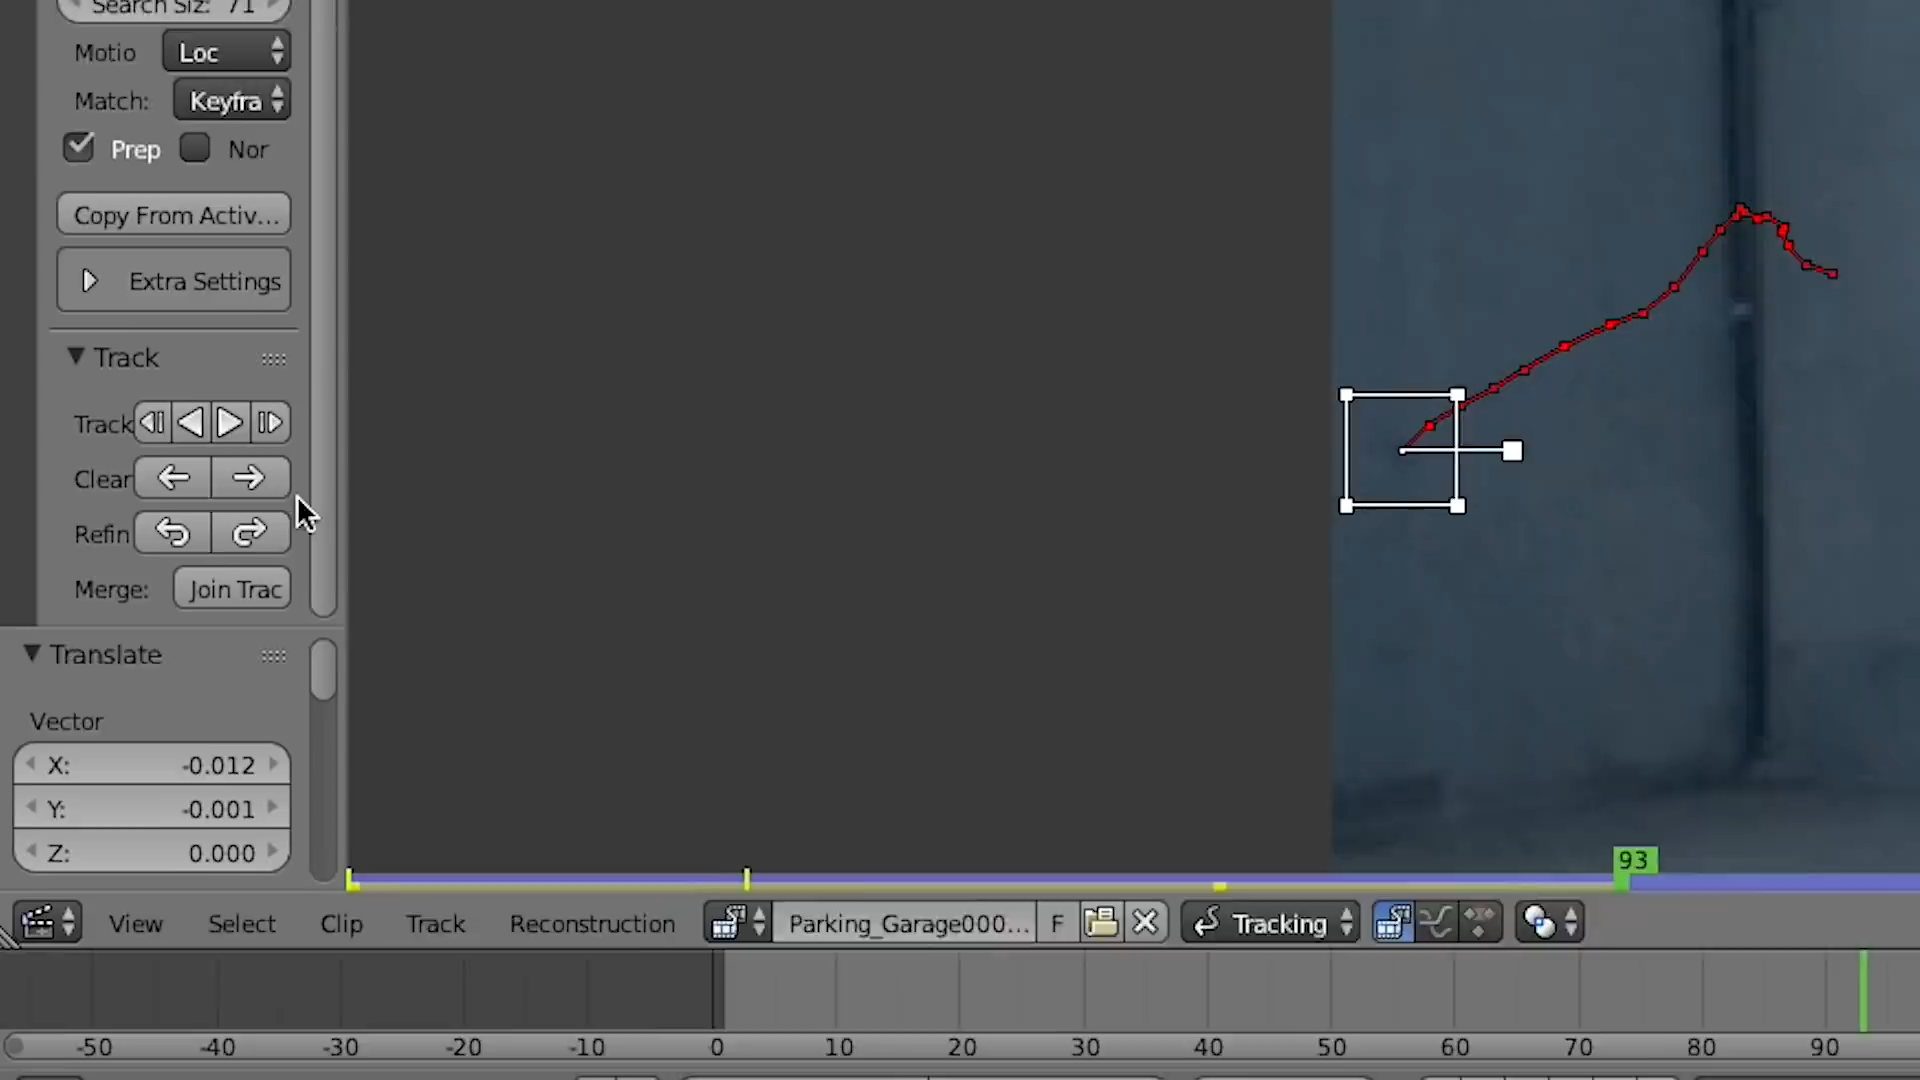 Search Siz: 71
Motio Loc
Match: Keyfra
Prep Nor
Copy From Activ...
Extra Settings
Track
Track
Clear
Refin
Merge: Join Trac
Translate
Vector
X: -0.012
Y: -0.001
Z: 0.000
93
View Select Clip Track Reconstruction Parking_Garage000... F Tracking
-50 -40 -30 -20 -10 0 10 20 30 40 50 60 70 80 90